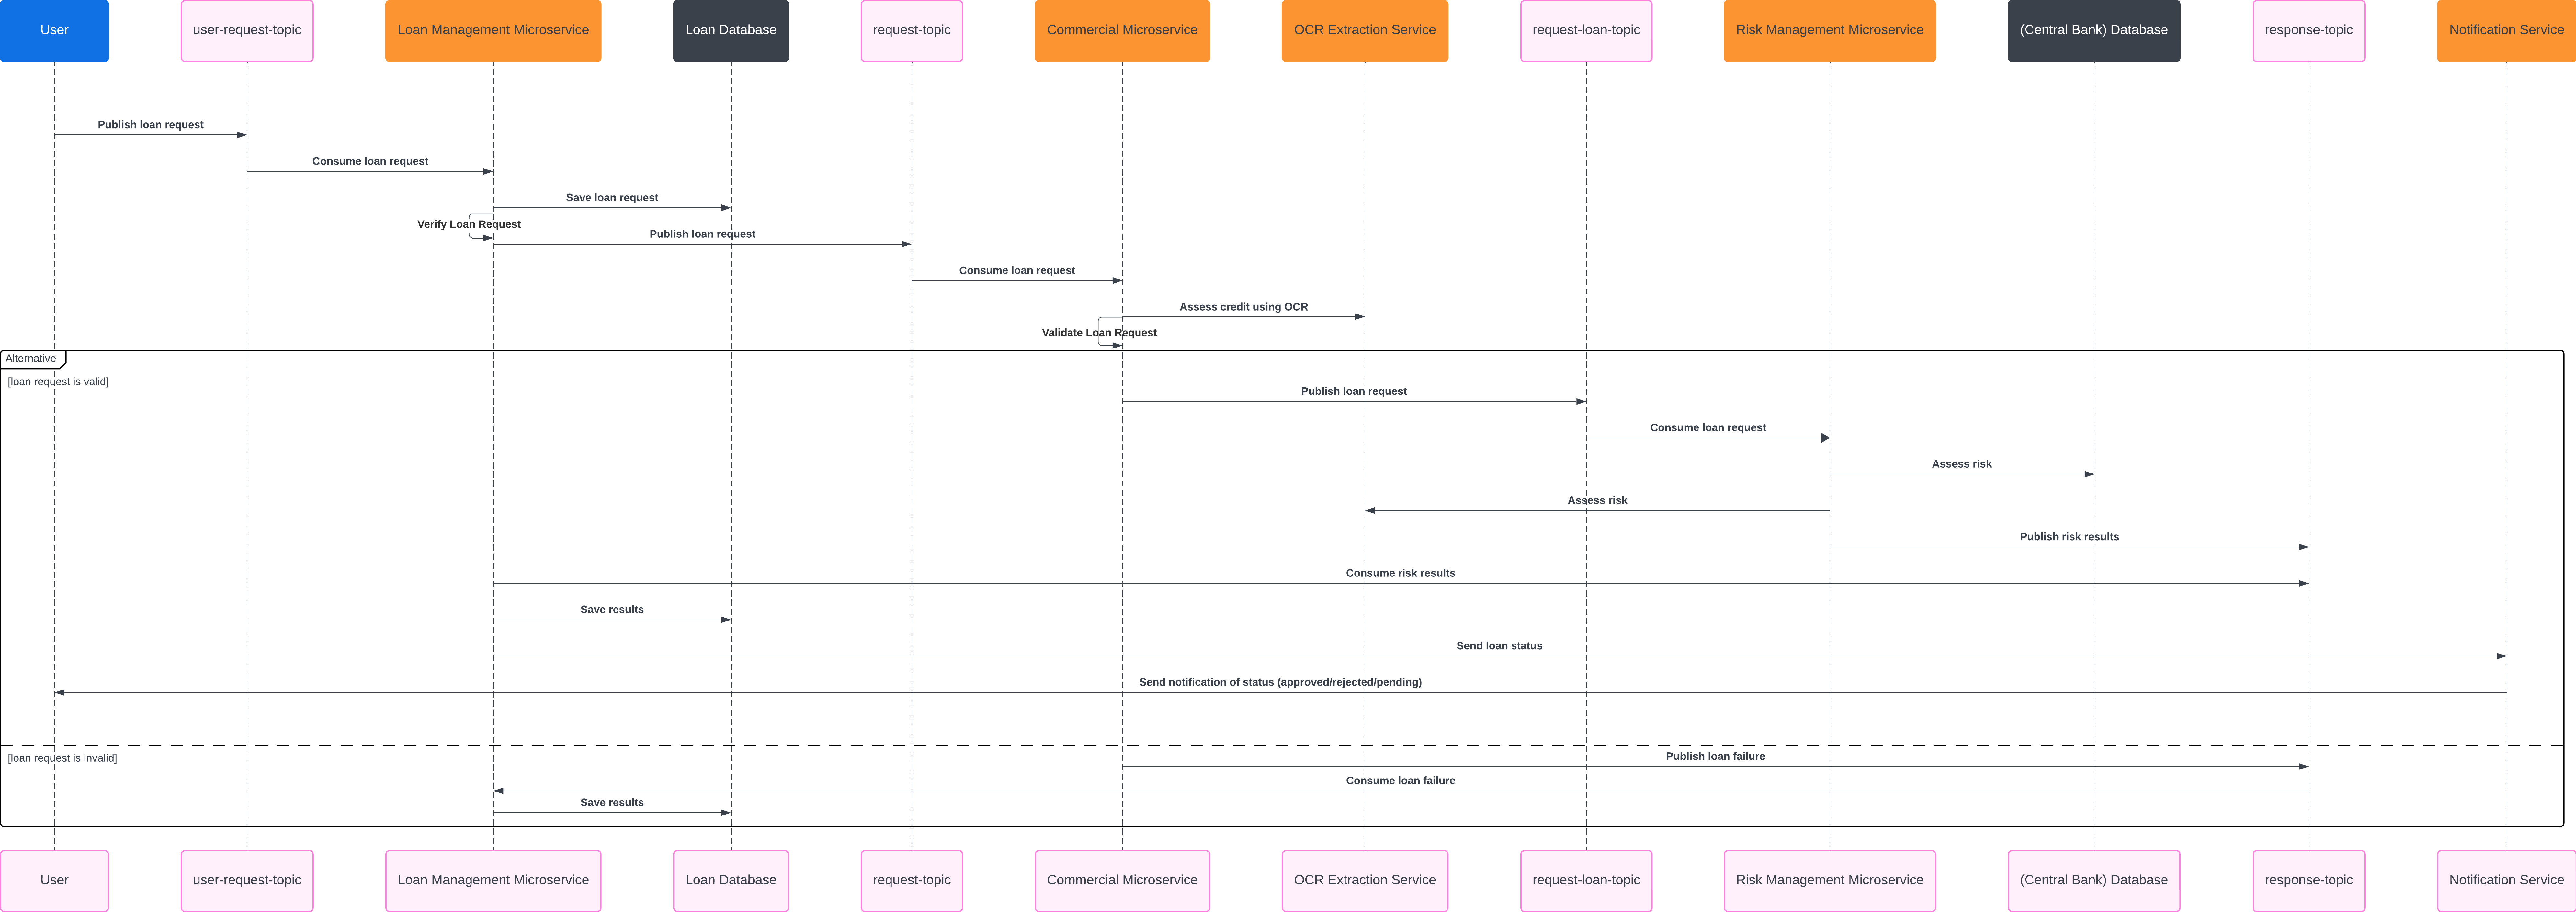 User
user-request-topic
Loan Management Microservice
Loan Database
request-topic
Commercial Microservice
OCR Extraction Service
request-loan-topic
Risk Management Microservice
(Central Bank) Database
response-topic
Notification Service
Publish loan request
Consume loan request
Save loan request
Verify Loan Request
Publish loan request
Consume loan request
Assess credit using OCR
Validate Loan Request
Alternative
[loan request is valid]
Publish loan request
Consume loan request
Assess risk
Assess risk
Publish risk results
Consume risk results
Save results
Send loan status
Send notification of status (approved/rejected/pending)
[loan request is invalid]
Publish loan failure
Consume loan failure
Save results
User
user-request-topic
Loan Management Microservice
Loan Database
request-topic
Commercial Microservice
OCR Extraction Service
request-loan-topic
Risk Management Microservice
(Central Bank) Database
response-topic
Notification Service